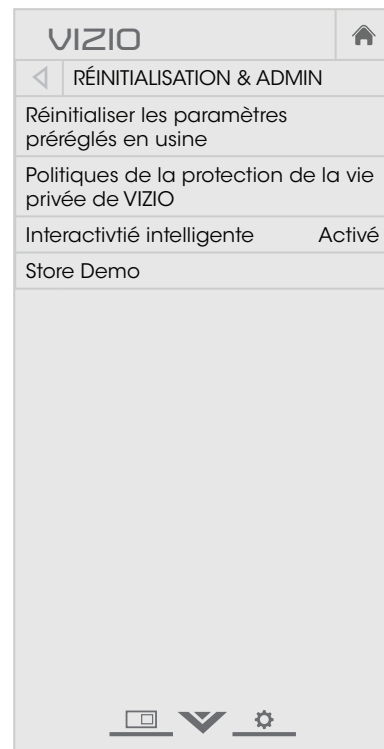 VIZIO
RÉINITIALISATION & ADMIN
Réinitialiser les paramètres
préréglés en usine
Politiques de la protection de la vie
privée de VIZIO
Interactivtié intelligente Activé
Store Demo